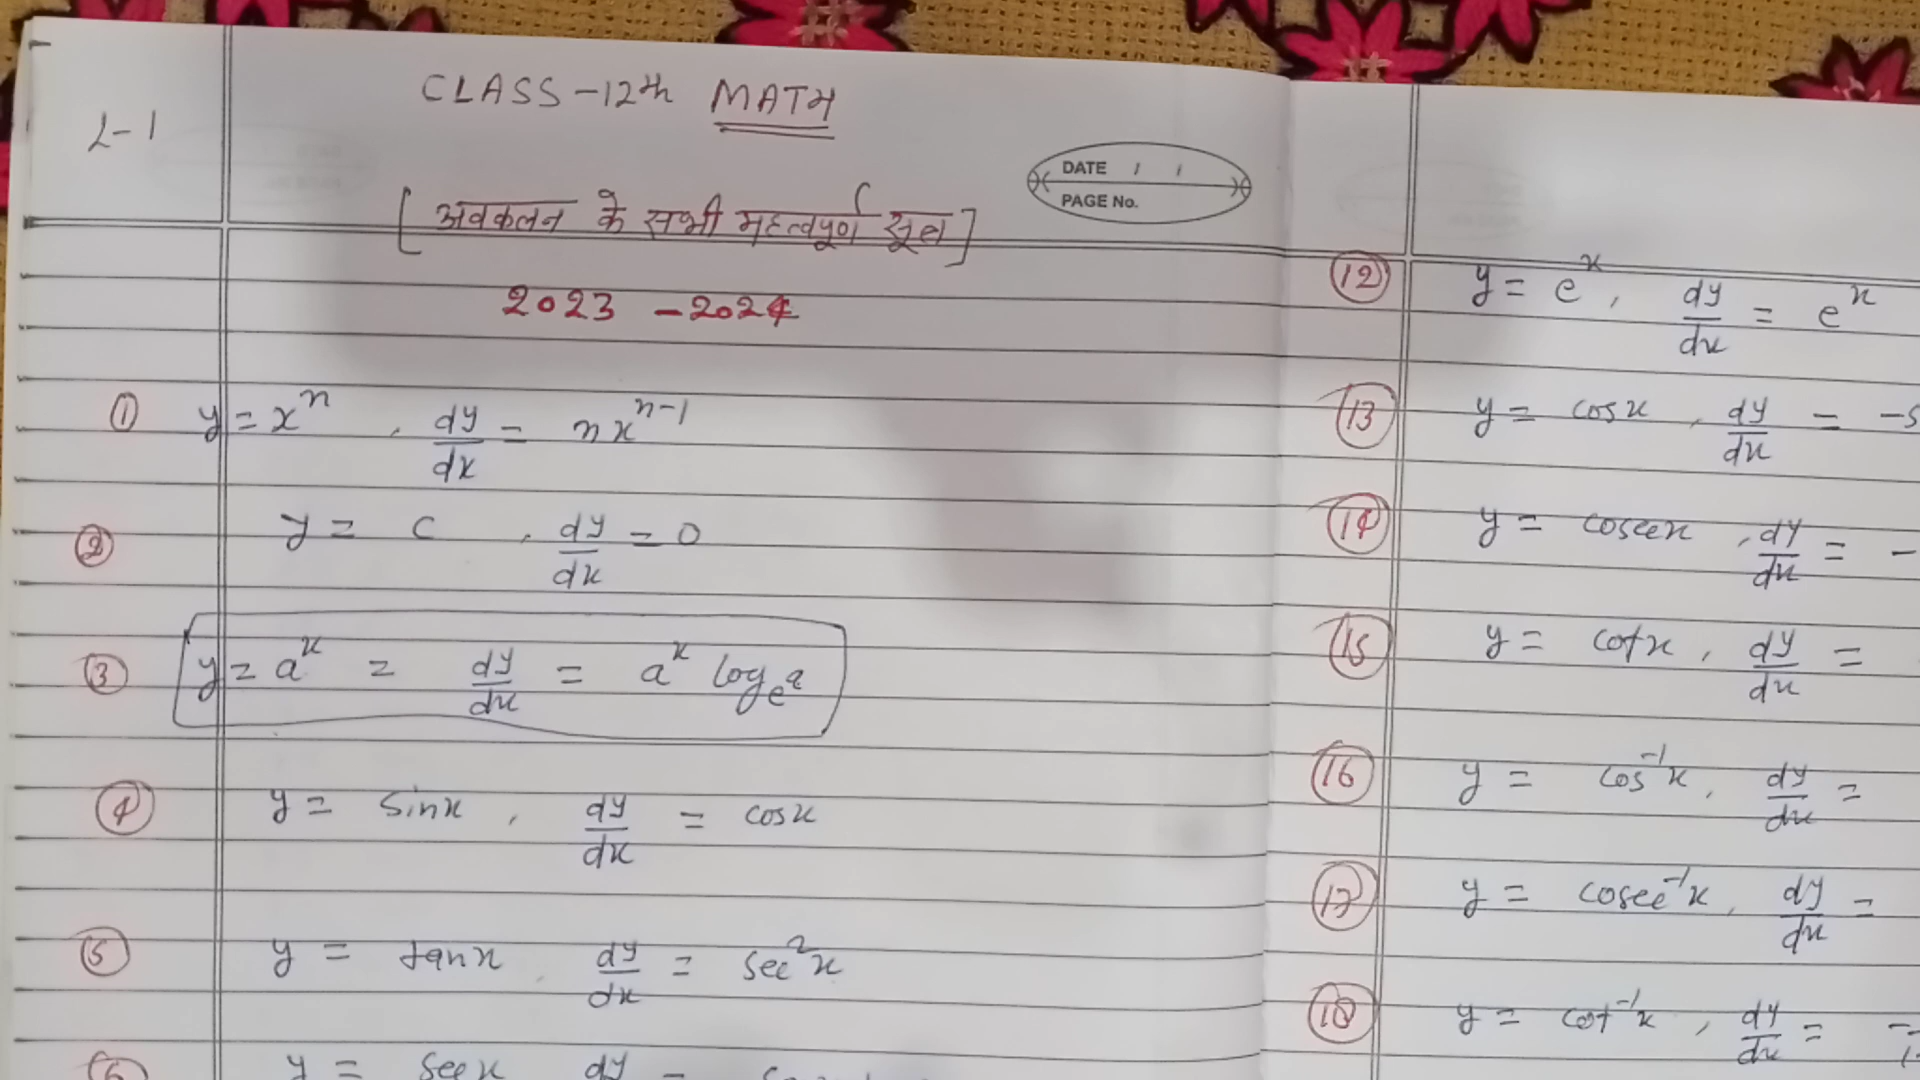 L-1
CLASS-12th MATH
DATE / /
PAGE No.
[अवकलन के सभी महत्वपूर्ण सूत्र]
2023 - 2024
① y = x^n , dy/dx = nx^(n-1)
② y = c , dy/dx = 0
③ y = a^x = dy/dx = a^x log_e a
④ y = sinx , dy/dx = cosx
⑤ y = tanx , dy/dx = sec²x
⑥ y = secx dy
⑫ y = e^x , dy/dx = e^x
⑬ y = cosx , dy/dx = -s
⑭ y = cosecx , dy/dx = -
⑮ y = cotx , dy/dx =
⑯ y = cos⁻¹x , dy/dx =
⑰ y = cosec⁻¹x , dy/dx =
⑱ y = cot⁻¹x , dy/dx = -